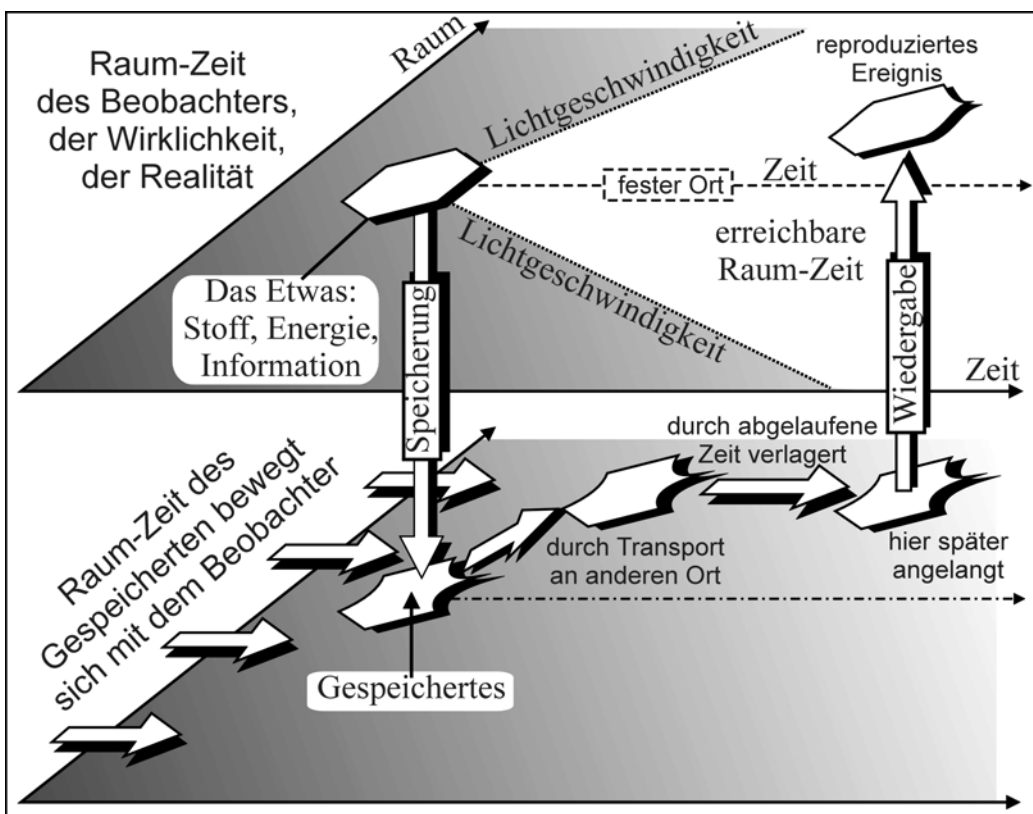 Raum-Zeit
des Beobachters,
der Wirklichkeit,
der Realität
Raum
Lichtgeschwindigkeit
reproduziertes
Ereignis
fester Ort
Zeit
Lichtgeschwindigkeit
erreichbare
Raum-Zeit
Das Etwas:
Stoff, Energie,
Information
Speicherung
Wiedergabe
Zeit
Raum-Zeit des
Gespeicherten bewegt
sich mit dem Beobachter
durch abgelaufene
Zeit verlagert
durch Transport
an anderen Ort
hier später
angelangt
Gespeichertes